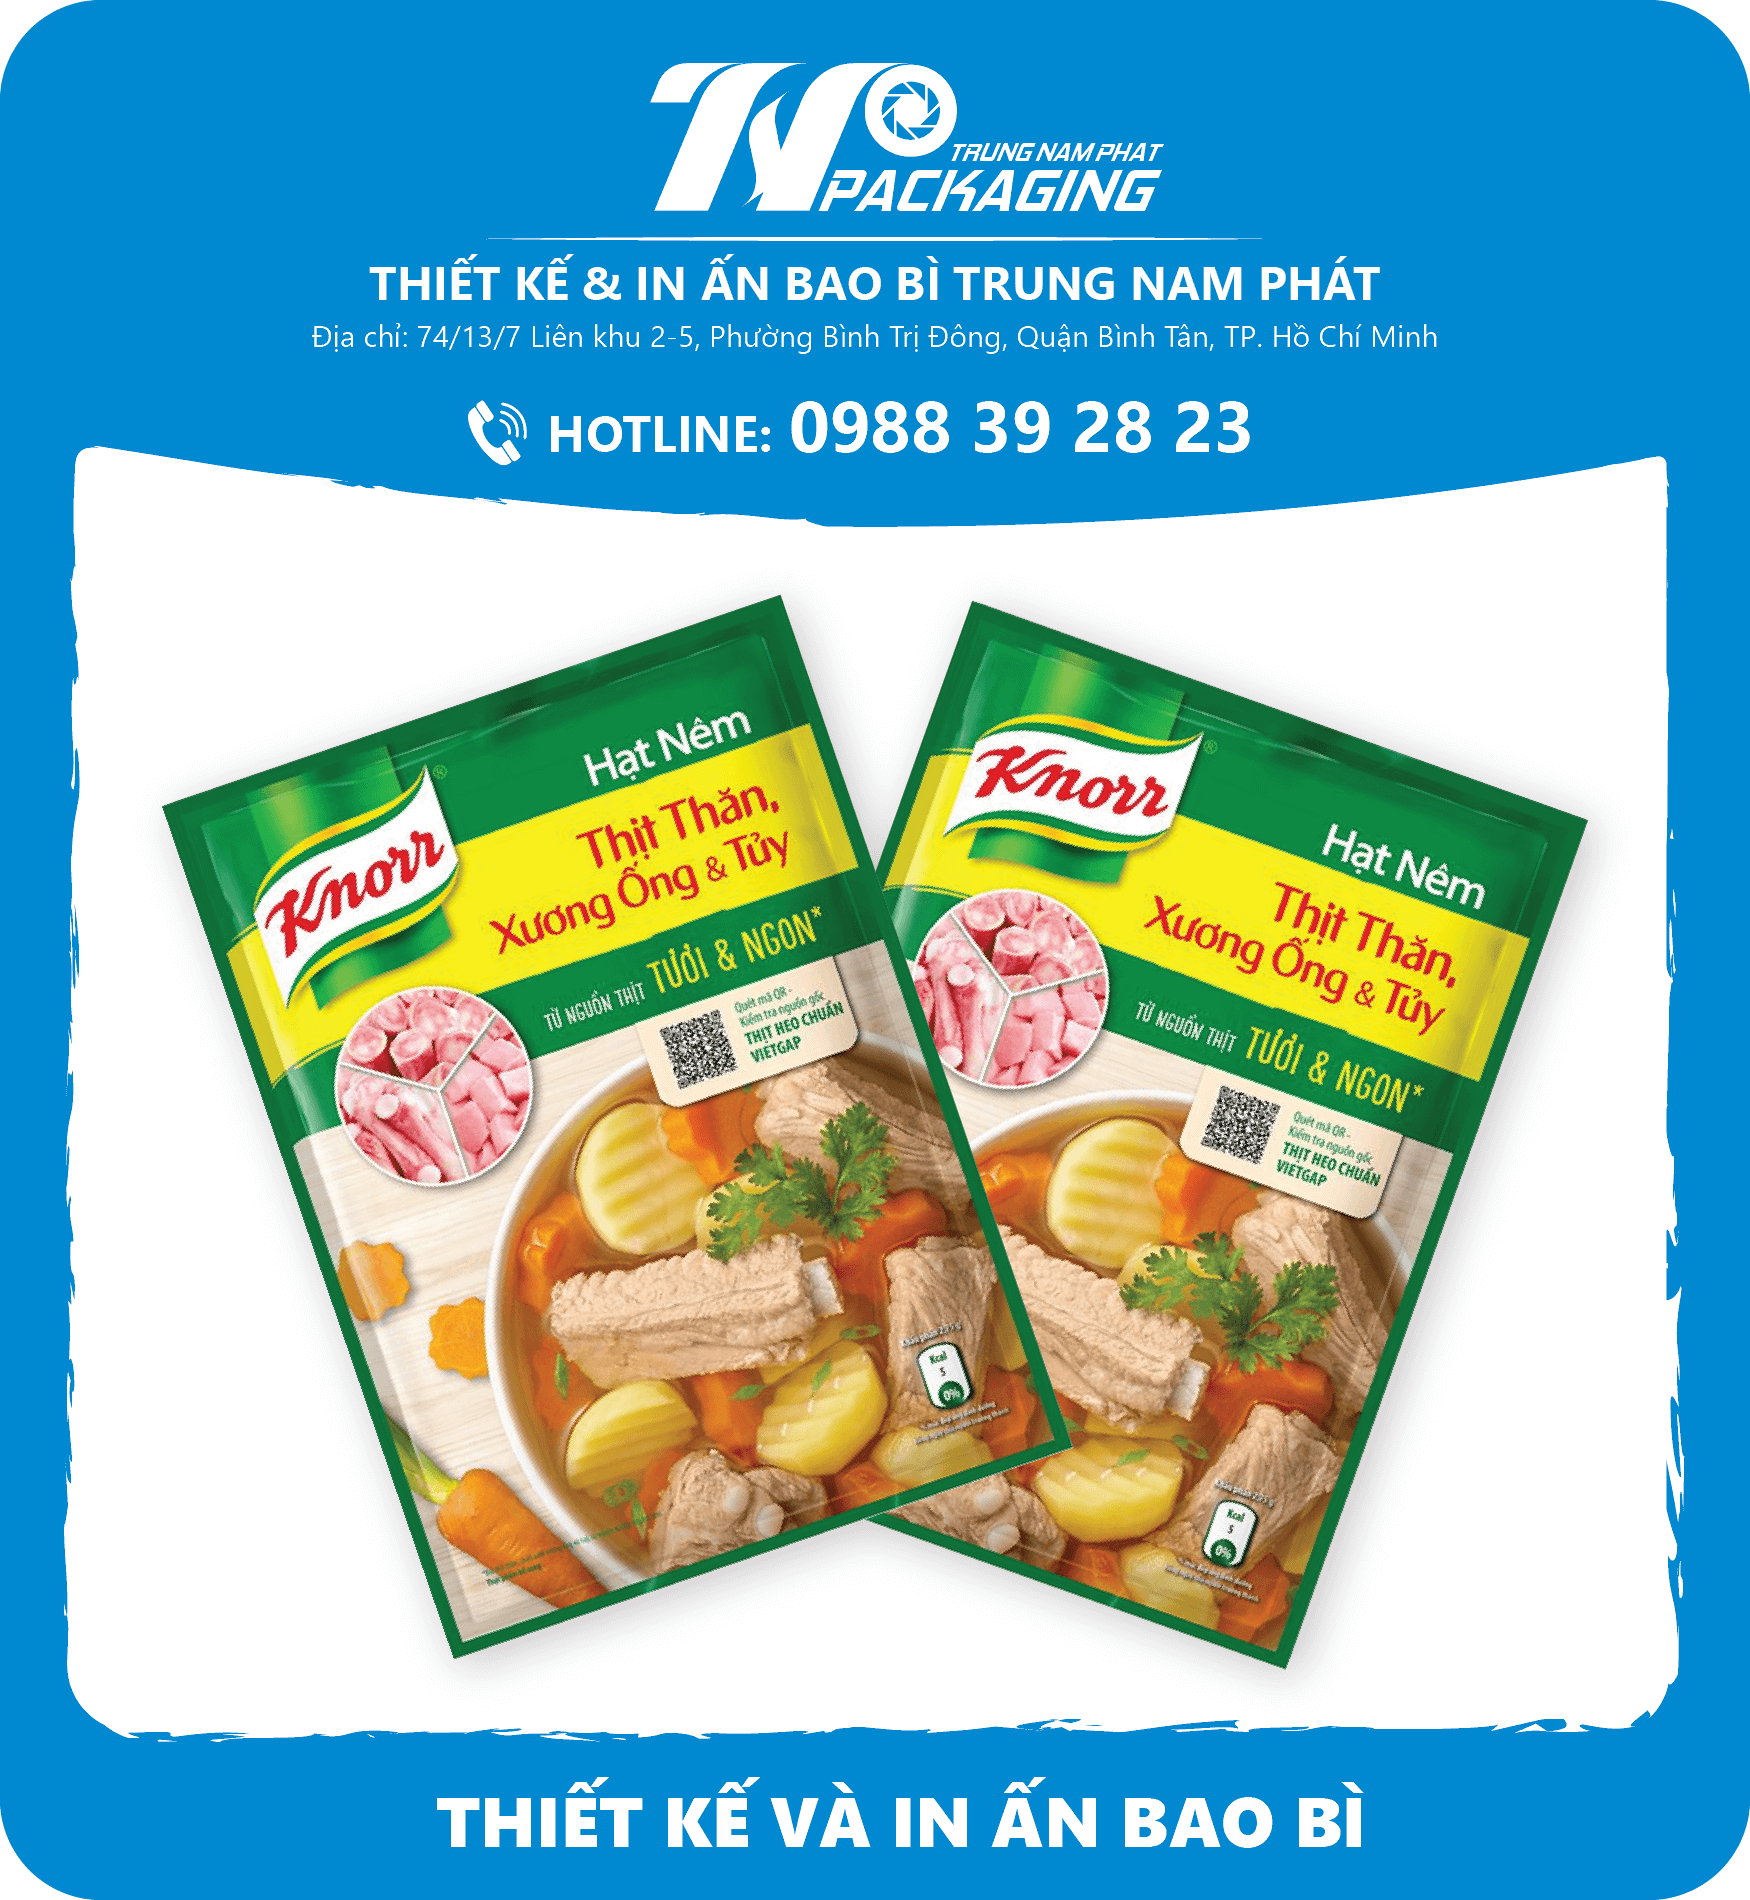 TNP
TRUNG NAM PHAT
PACKAGING
THIẾT KẾ & IN ẤN BAO BÌ TRUNG NAM PHÁT
Địa chỉ: 74/13/7 Liên khu 2-5, Phường Bình Trị Đông, Quận Bình Tân, TP. Hồ Chí Minh
HOTLINE: 0988 39 28 23
Knorr®
Hạt Nêm
Thịt Thăn,
Xương Ống & Tủy
TỪ NGUỒN THỊT TƯƠI & NGON*
Quét mã QR -
Kiểm tra nguồn gốc
THỊT HEO CHUẨN
VIETGAP
Kcal
5
0%
Knorr®
Hạt Nêm
Thịt Thăn,
Xương Ống & Tủy
TỪ NGUỒN THỊT TƯƠI & NGON*
Quét mã QR -
Kiểm tra nguồn gốc
THỊT HEO CHUẨN
VIETGAP
Kcal
5
0%
THIẾT KẾ VÀ IN ẤN BAO BÌ